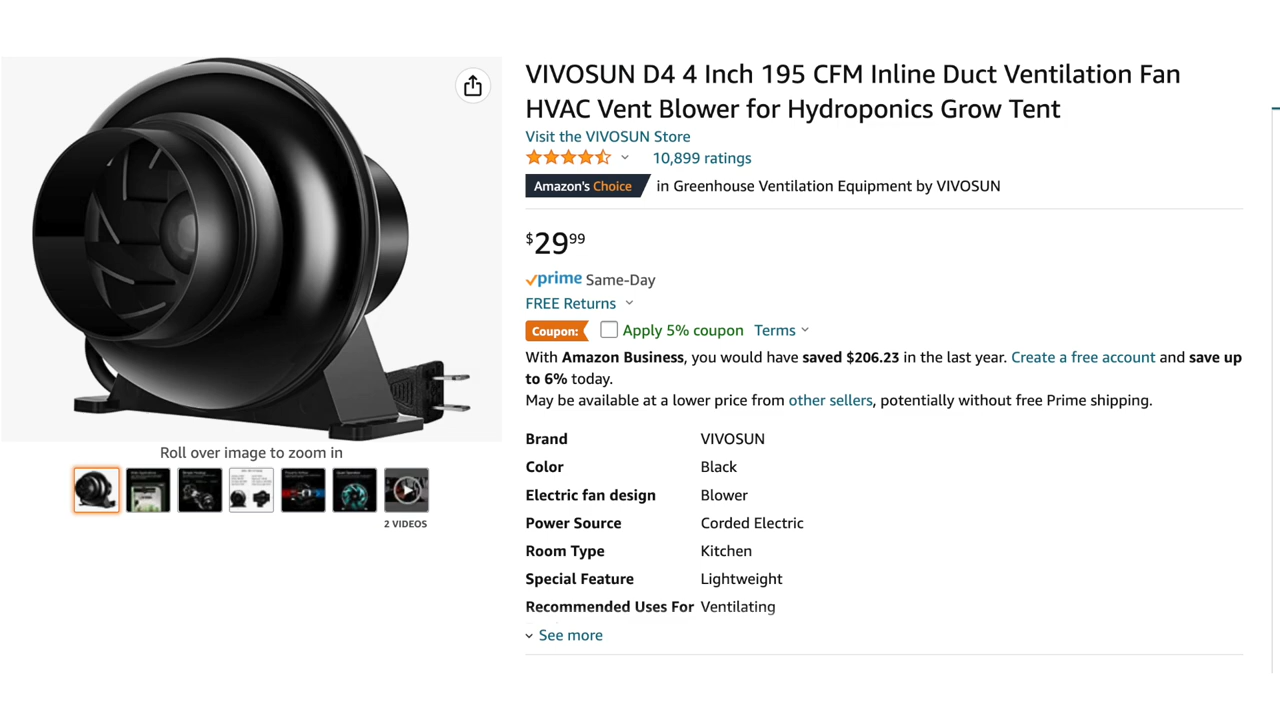 VIVOSUN D4 4 Inch 195 CFM Inline Duct Ventilation Fan
HVAC Vent Blower for Hydroponics Grow Tent
Visit the VIVOSUN Store
10,899 ratings
Amazon's Choice in Greenhouse Ventilation Equipment by VIVOSUN
$2999
prime Same-Day
FREE Returns
Coupon: Apply 5% coupon Terms
With Amazon Business, you would have saved $206.23 in the last year. Create a free account and save up
to 6% today.
May be available at a lower price from other sellers, potentially without free Prime shipping.
Brand VIVOSUN
Color Black
Electric fan design Blower
Power Source Corded Electric
Room Type Kitchen
Special Feature Lightweight
Recommended Uses For Ventilating
See more
Roll over image to zoom in
2 VIDEOS